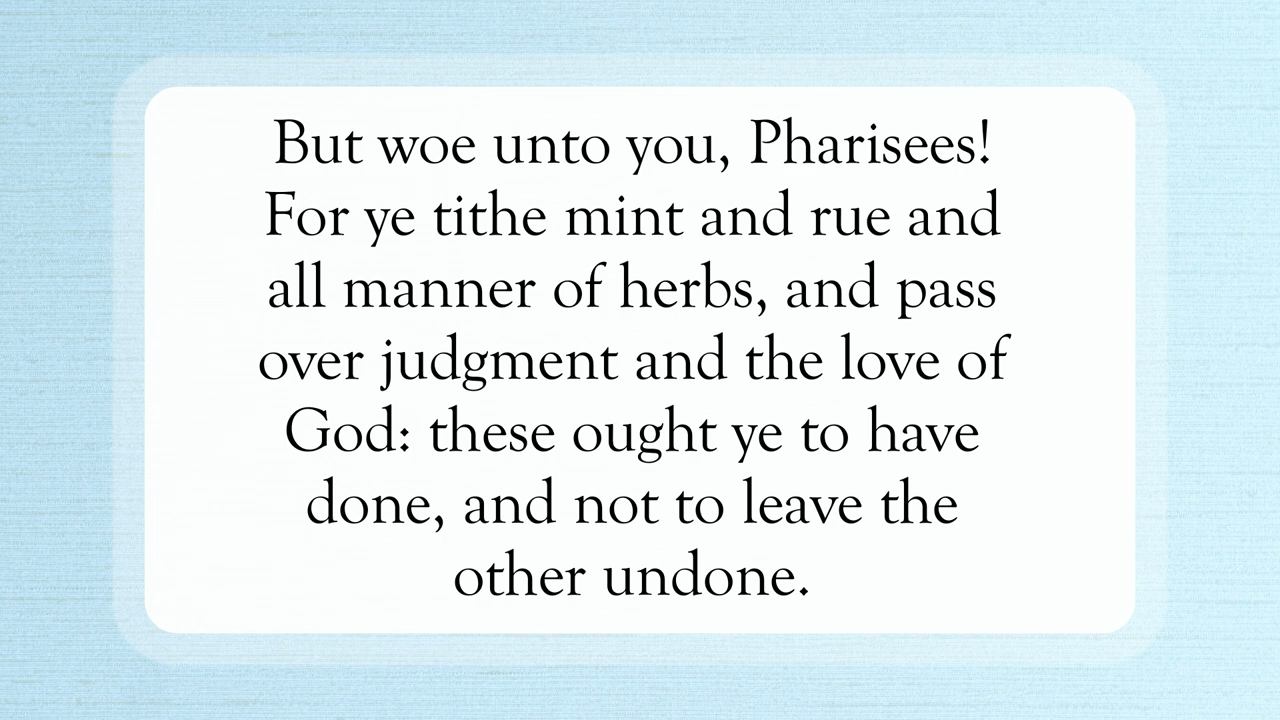 But woe unto you, Pharisees!
For ye tithe mint and rue and
all manner of herbs, and pass
over judgment and the love of
God: these ought ye to have
done, and not to leave the
other undone.